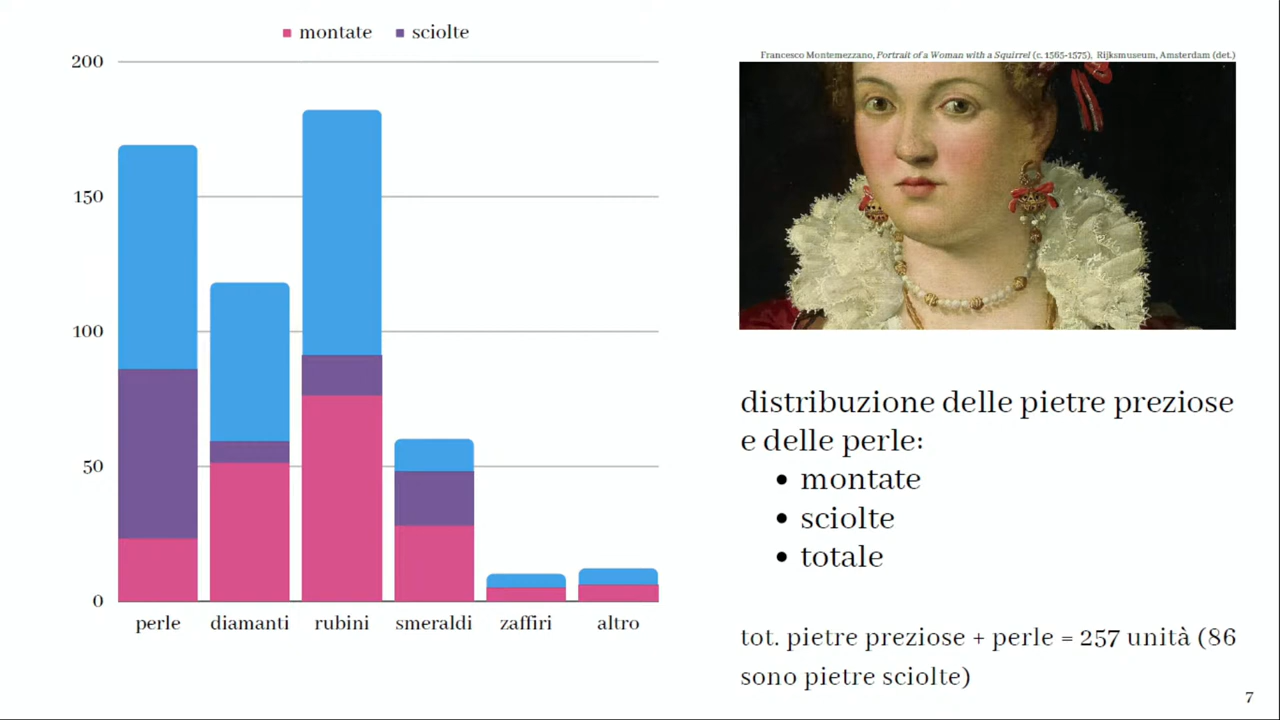 montate sciolte
200
150
100
50
0
perle diamanti rubini smeraldi zaffiri altro
Francesco Montemezzano, Portrait of a Woman with a Squirrel (c. 1565-1575), Rijksmuseum, Amsterdam (det.)
distribuzione delle pietre preziose
e delle perle:
• montate
• sciolte
• totale
tot. pietre preziose + perle = 257 unità (86
sono pietre sciolte)
7